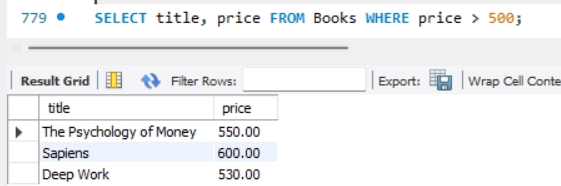 779 SELECT title, price FROM Books WHERE price > 500;
Result Grid Filter Rows: Export: Wrap Cell Conte
title price
The Psychology of Money 550.00
Sapiens 600.00
Deep Work 530.00